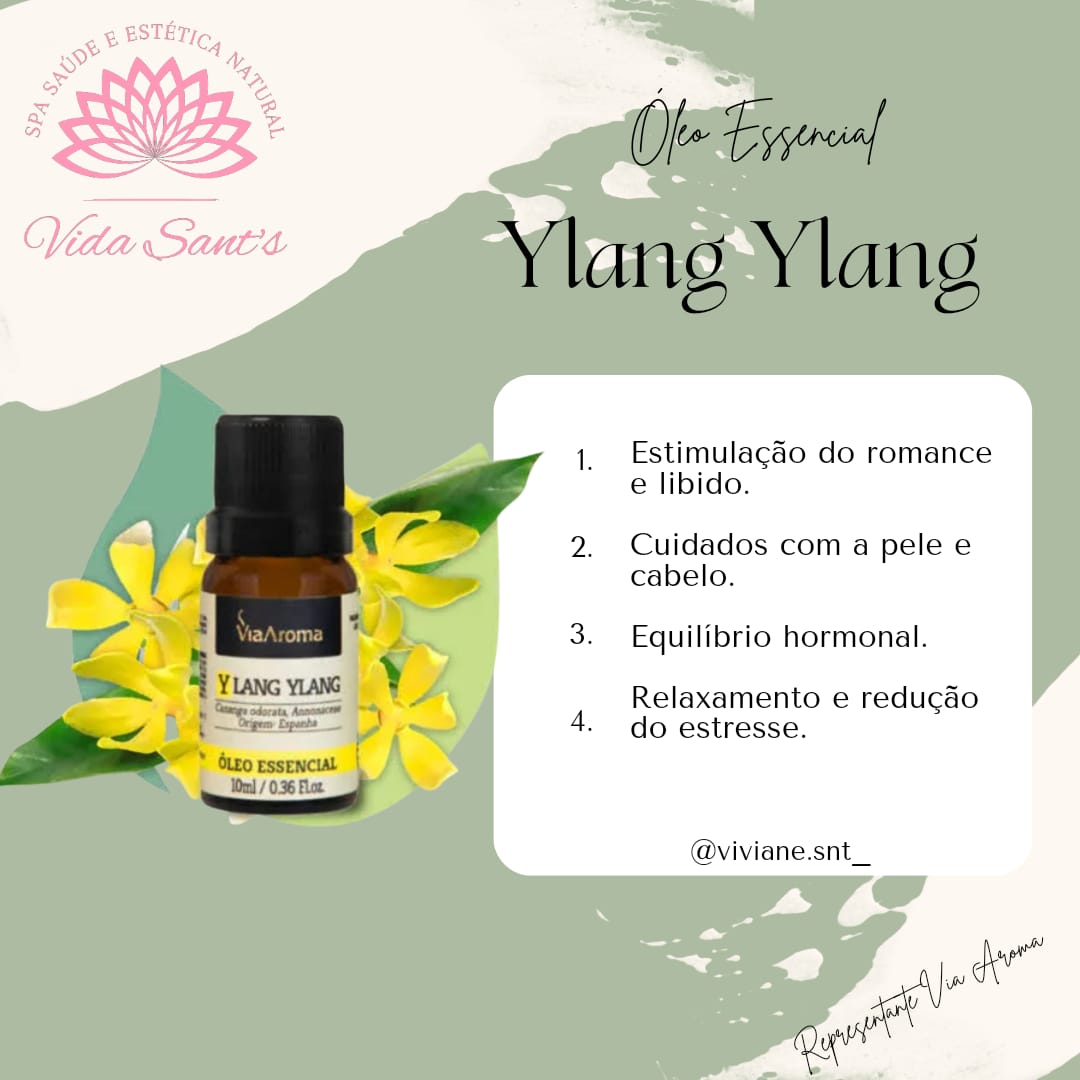 SPA SAÚDE E ESTÉTICA NATURAL
Vida Sant's
Óleo Essencial
Ylang Ylang
1. Estimulação do romance
e libido.
2. Cuidados com a pele e
cabelo.
3. Equilíbrio hormonal.
4. Relaxamento e redução
do estresse.
@viviane.snt_
ViaAroma
YLANG YLANG
Cananga odorata, Annonaceae
Origem: Espanha
ÓLEO ESSENCIAL
10ml / 0.36 Fl.oz.
Representante Via Aroma